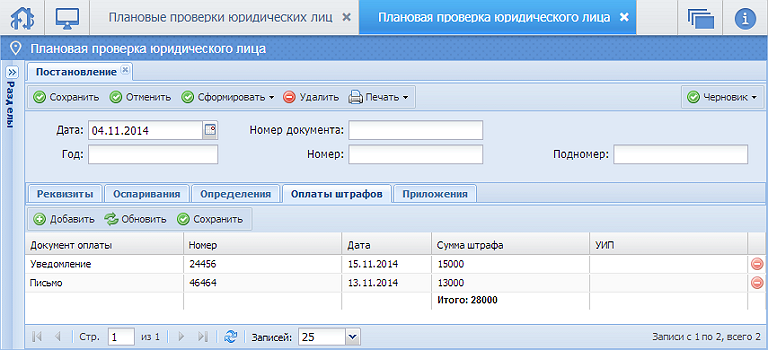 Плановые проверки юридических лиц Плановая проверка юридического лица
Плановая проверка юридического лица
Разделы
Постановление
Сохранить Отменить Сформировать Удалить Печать Черновик
Дата: 04.11.2014 Номер документа:
Год: Номер: Подномер:
Реквизиты Оспаривания Определения Оплаты штрафов Приложения
Добавить Обновить Сохранить
Документ оплаты Номер Дата Сумма штрафа УИП
Уведомление 24456 15.11.2014 15000
Письмо 46464 13.11.2014 13000
Итого: 28000
Стр. 1 из 1 Записей: 25 Записи с 1 по 2, всего 2